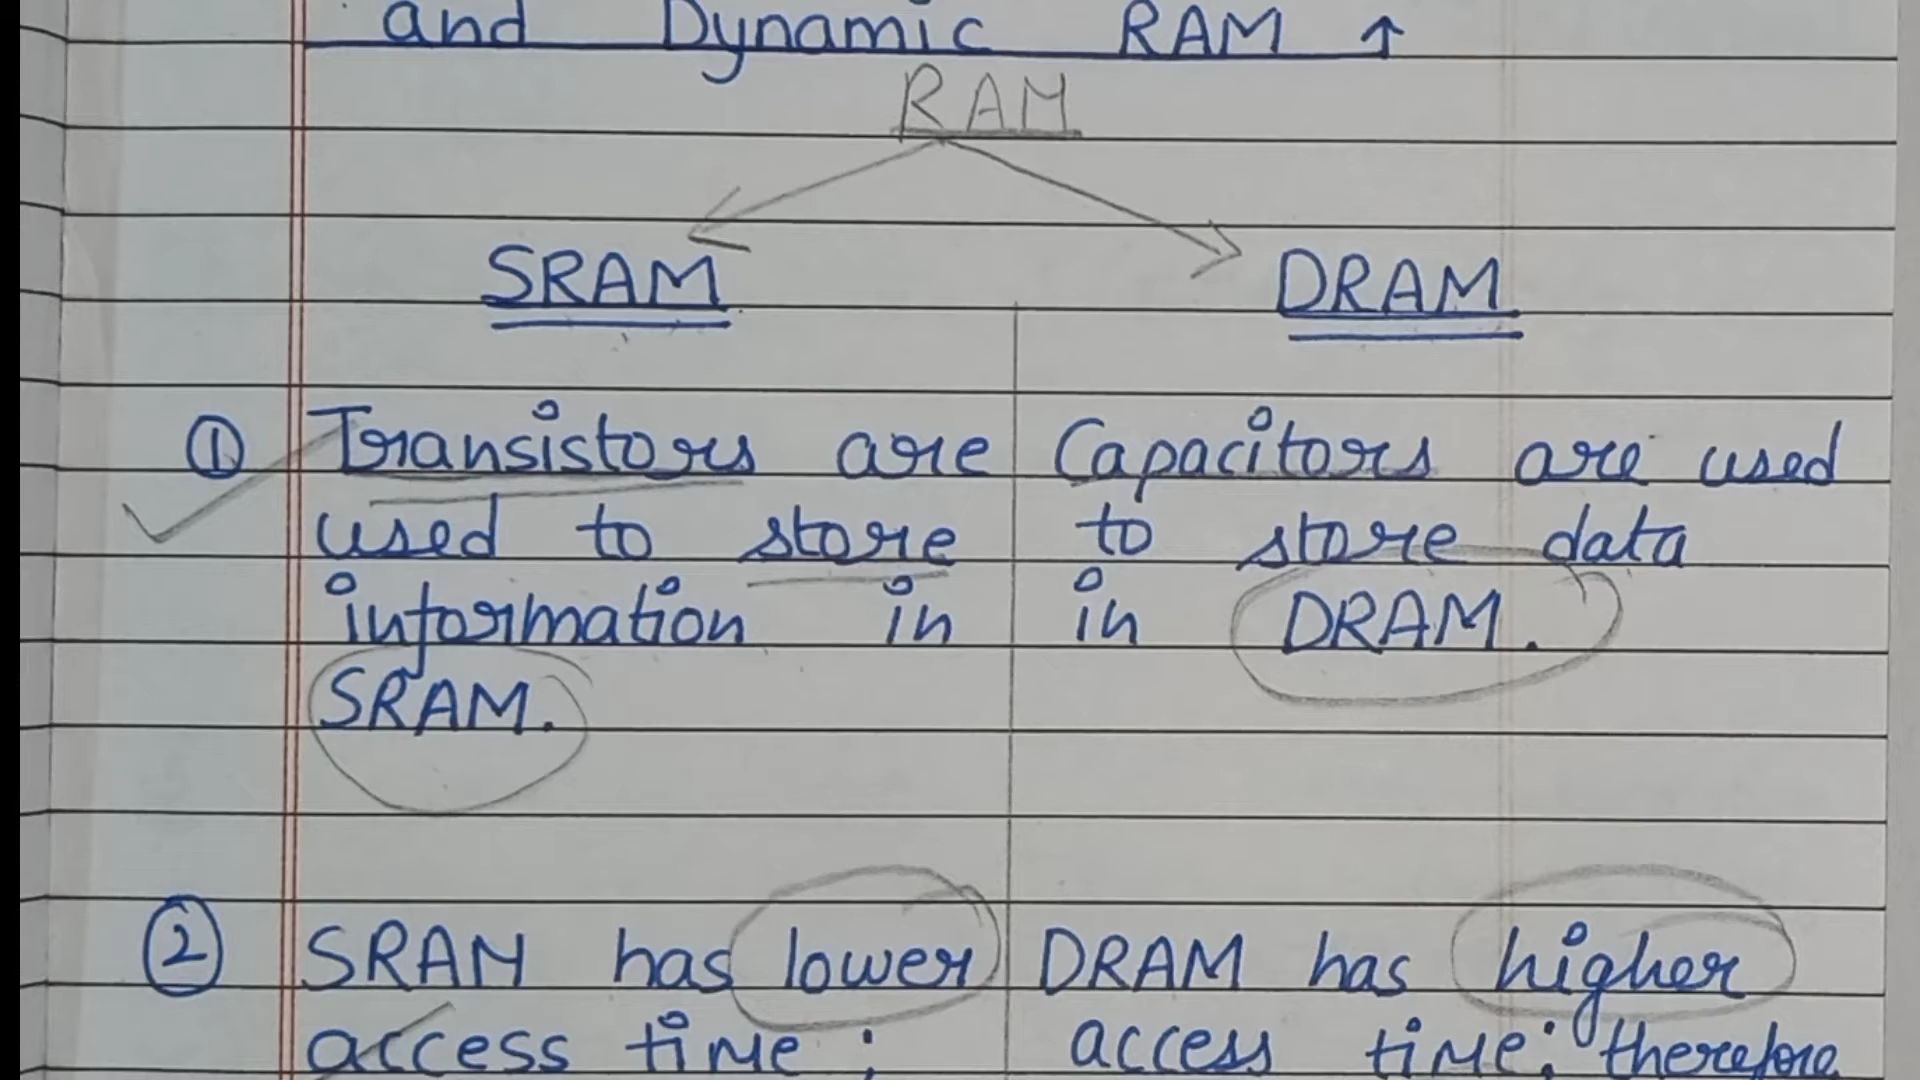 and Dynamic RAM ↑
RAM
SRAM DRAM
① Transistors are Capacitors are used
used to store to store data
information in in DRAM.
SRAM.
② SRAM has lower DRAM has higher
access time ; access time; therefore